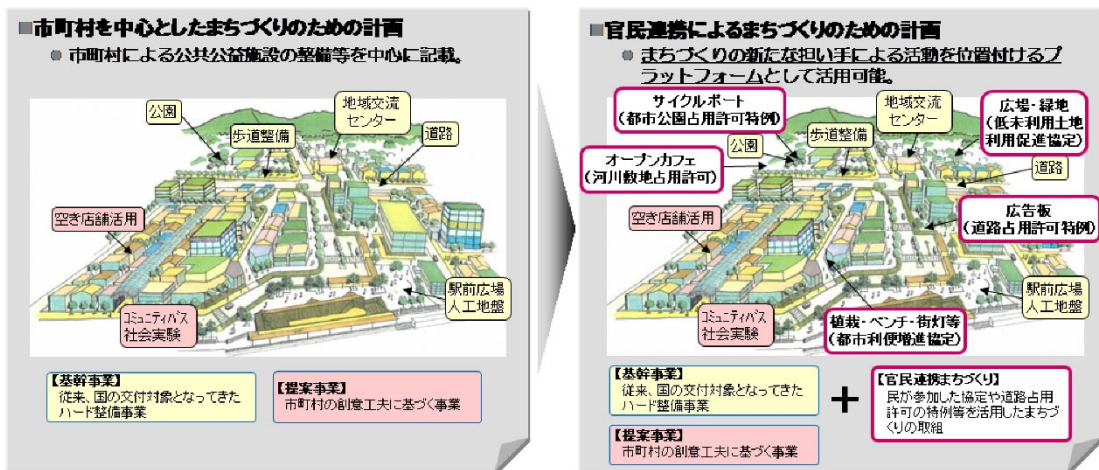 ■市町村を中心としたまちづくりのための計画
● 市町村による公共公益施設の整備等を中心に記載。
公園
地域交流
センター
歩道整備
道路
空き店舗活用
コミュニティバス
社会実験
駅前広場
人工地盤
【基幹事業】
従来、国の交付対象となってきた
ハード整備事業
【提案事業】
市町村の創意工夫に基づく事業
■官民連携によるまちづくりのための計画
● まちづくりの新たな担い手による活動を位置付けるプ
ラットフォームとして活用可能。
サイクルポート
(都市公園占用許可特例)
地域交流
センター
広場・緑地
(低未利用土地
利用促進協定)
歩道整備
公園
オープンカフェ
(河川敷地占用許可)
道路
空き店舗活用
広告板
(道路占用許可特例)
駅前広場
人工地盤
コミュニティバス
社会実験
植栽・ベンチ・街灯等
(都市利便増進協定)
【基幹事業】
従来、国の交付対象となってきた
ハード整備事業
+
【官民連携まちづくり】
民が参加した協定や道路占用
許可の特例等を活用したまちづ
くりの取組
【提案事業】
市町村の創意工夫に基づく事業